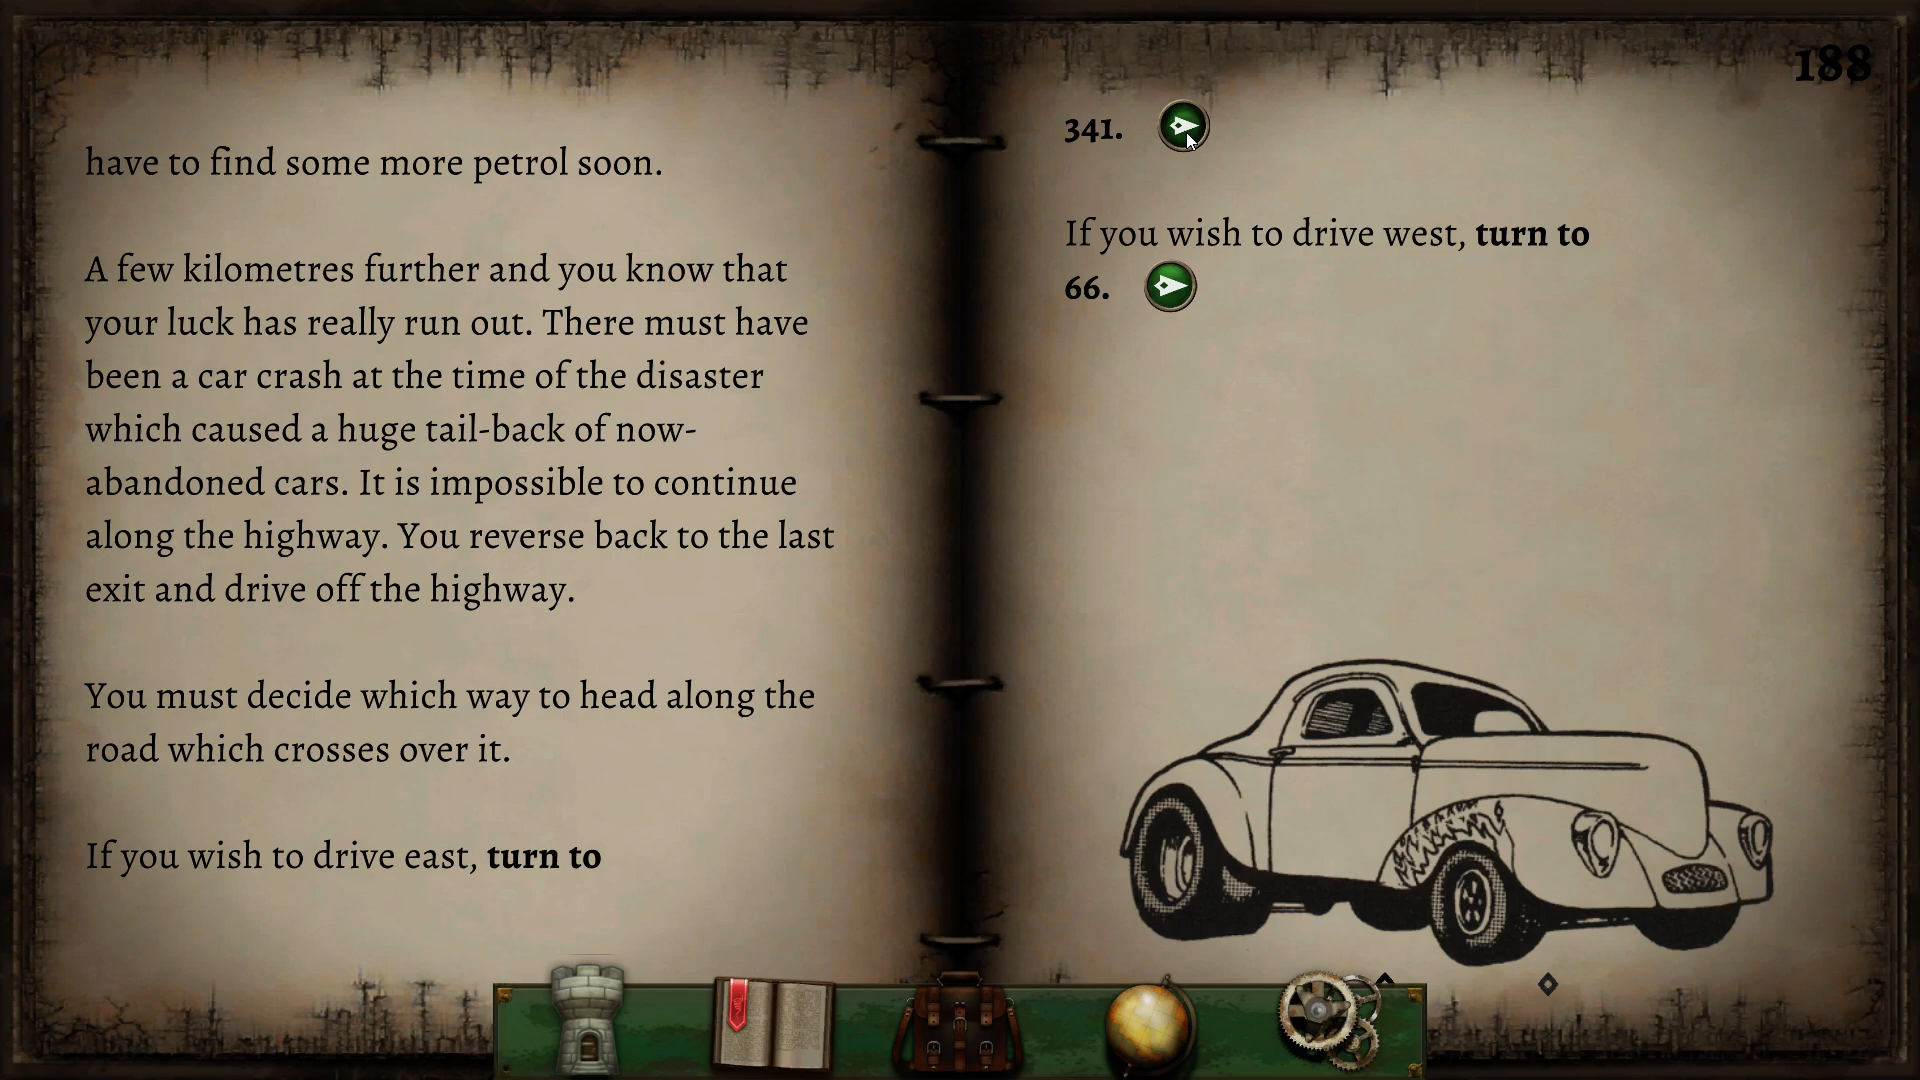 188
have to find some more petrol soon.
A few kilometres further and you know that
your luck has really run out. There must have
been a car crash at the time of the disaster
which caused a huge tail-back of now-
abandoned cars. It is impossible to continue
along the highway. You reverse back to the last
exit and drive off the highway.
You must decide which way to head along the
road which crosses over it.
If you wish to drive east, turn to
341.
If you wish to drive west, turn to
66.